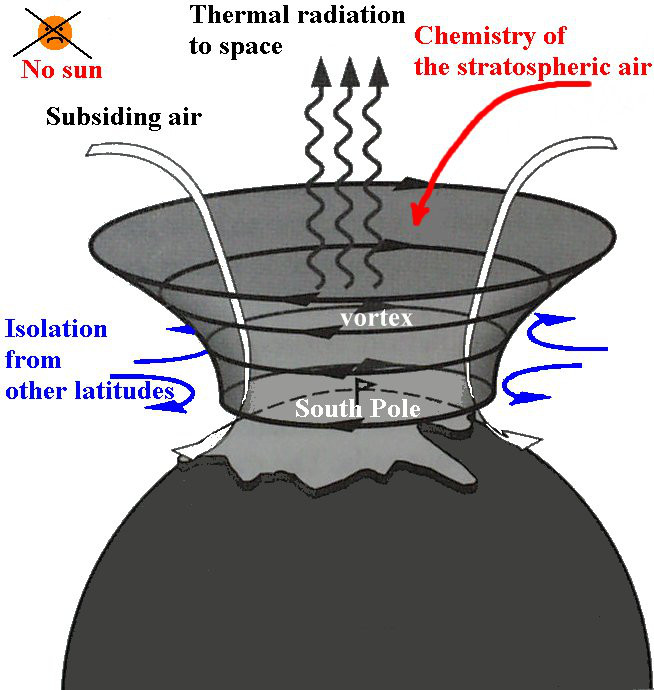 Thermal radiation
to space
Chemistry of
the stratospheric air
No sun
Subsiding air
Isolation
from
other latitudes
vortex
South Pole